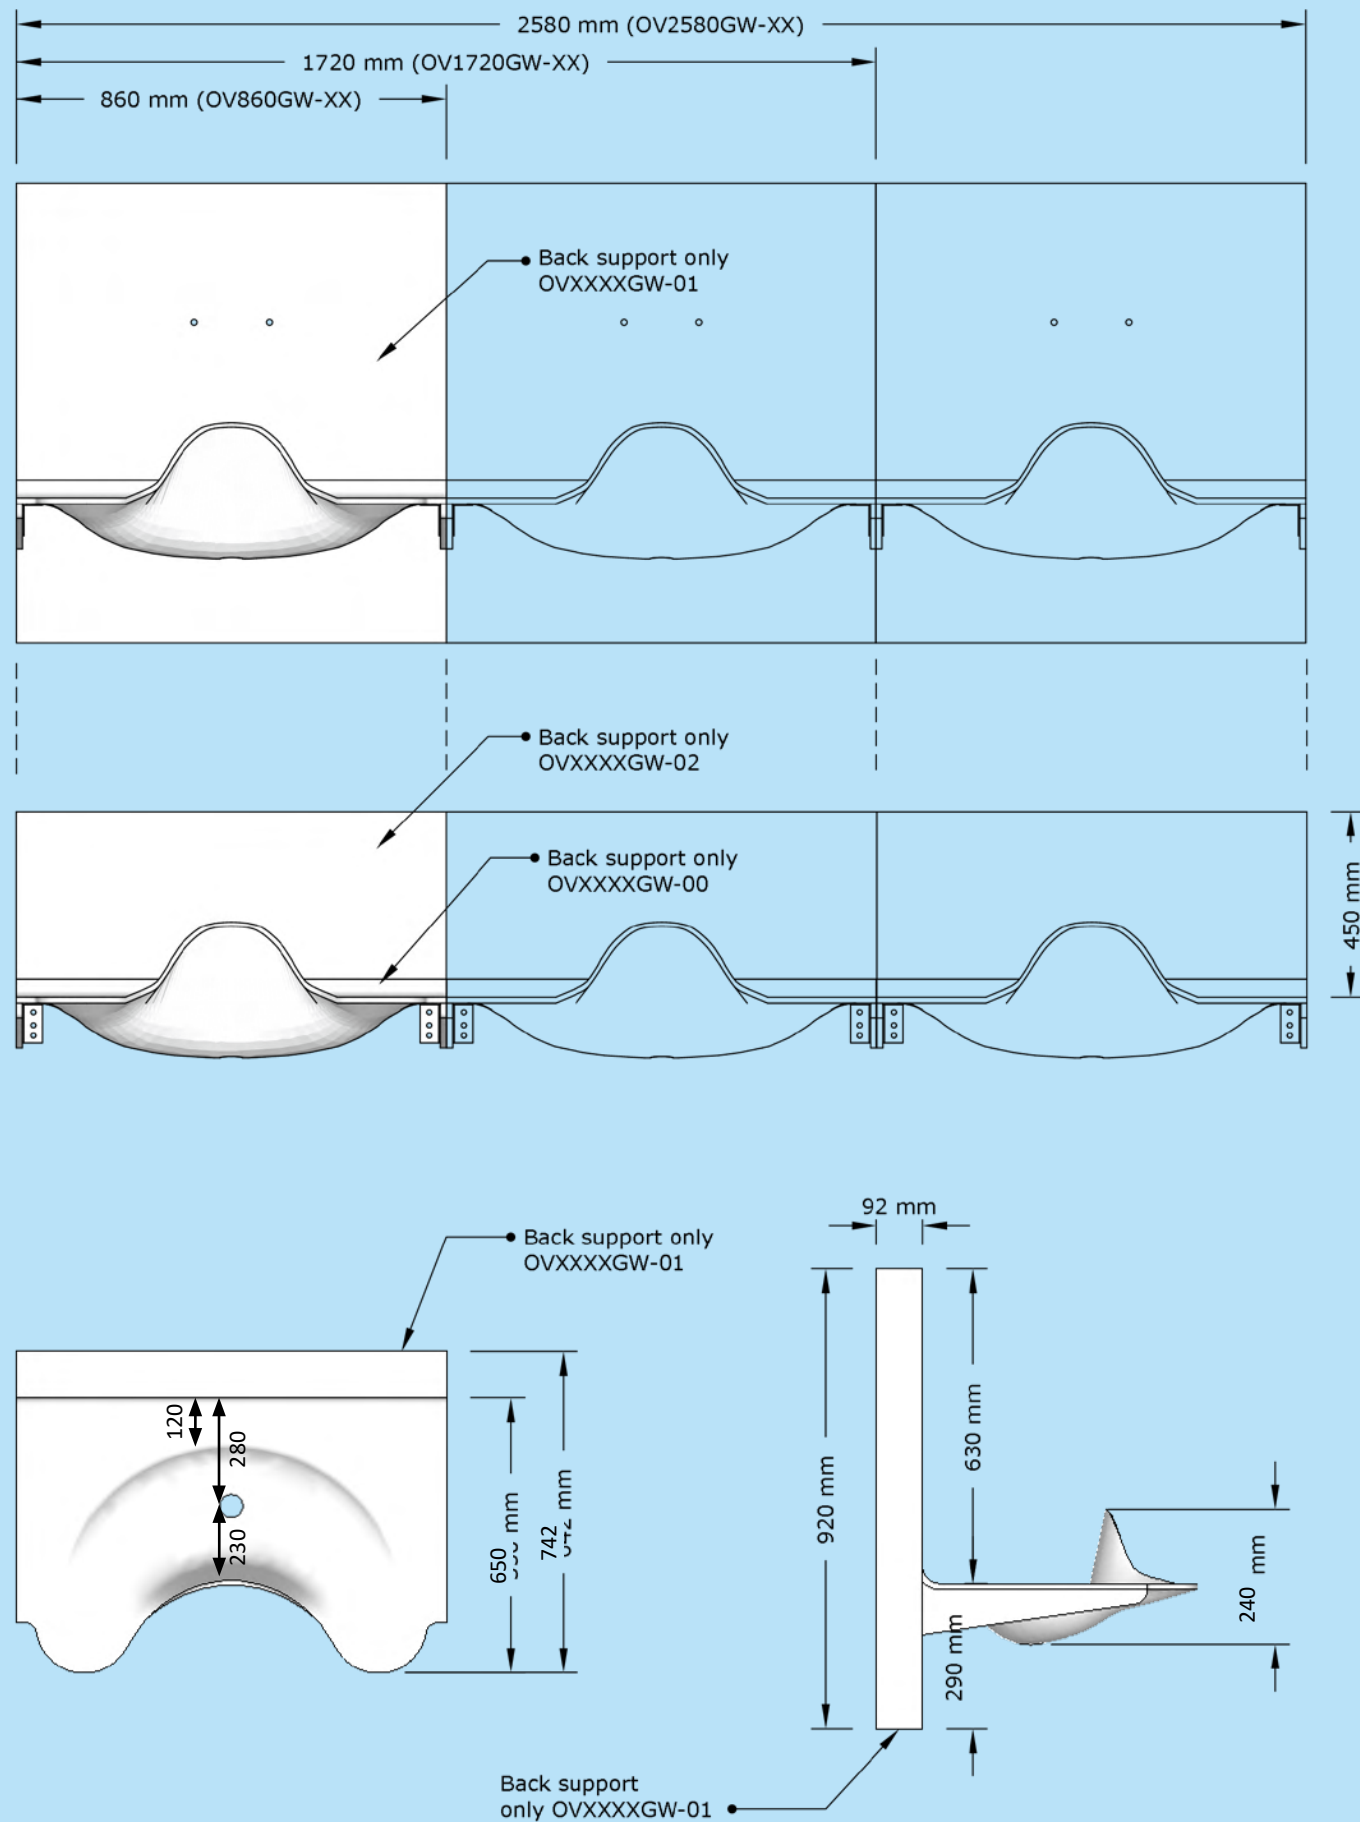 2580 mm (OV2580GW-XX)
1720 mm (OV1720GW-XX)
860 mm (OV860GW-XX)
Back support only
OVXXXXGW-01
Back support only
OVXXXXGW-02
Back support only
OVXXXXGW-00
450 mm
92 mm
Back support only
OVXXXXGW-01
120
280
230
650 mm
742 mm
920 mm
630 mm
290 mm
240 mm
Back support
only OVXXXXGW-01